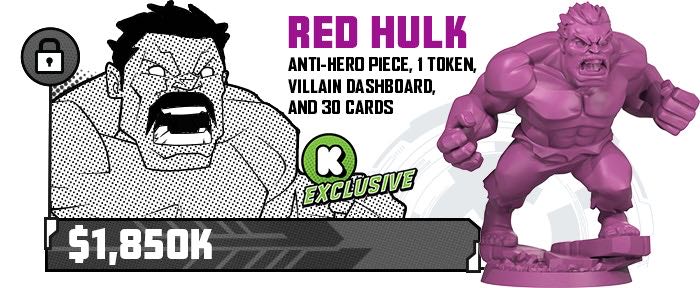 RED HULK
ANTI-HERO PIECE, 1 TOKEN,
VILLAIN DASHBOARD,
AND 30 CARDS
K
EXCLUSIVE
$1,850K